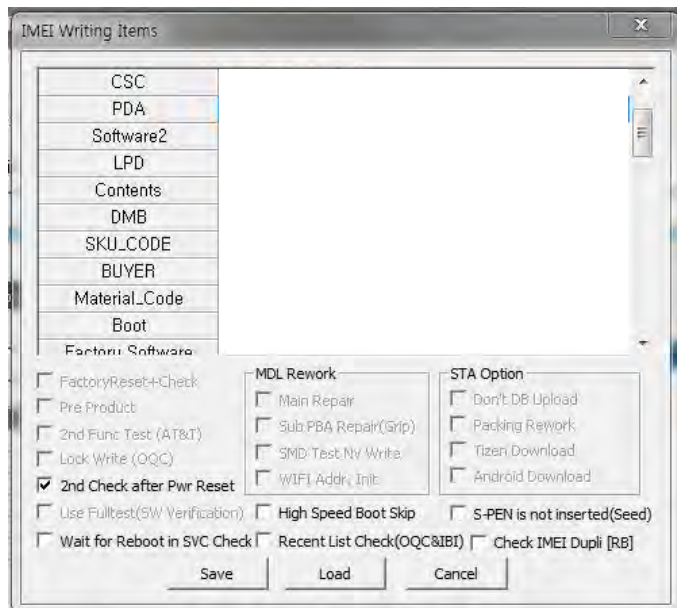 IMEI Writing Items
CSC
PDA
Software2
LPD
Contents
DMB
SKU_CODE
BUYER
Material_Code
Boot
Factory Software
FactoryReset+Check
Pre Product
2nd Func Test (AT&T)
Lock Write (OQC)
2nd Check after Pwr Reset
MDL Rework
Main Repair
Sub PBA Repair(Grip)
SMD Test Nv Write
WIFI Addr, Init
STA Option
Don't DB Upload
Packing Rework
Tizen Download
Android Download
Use Fulltest(SW Verification)
High Speed Boot Skip
S-PEN is not inserted(Seed)
Wait for Reboot in SVC Check
Recent List Check(OQC&IBI)
Check IMEI Dupli [RB]
Save
Load
Cancel